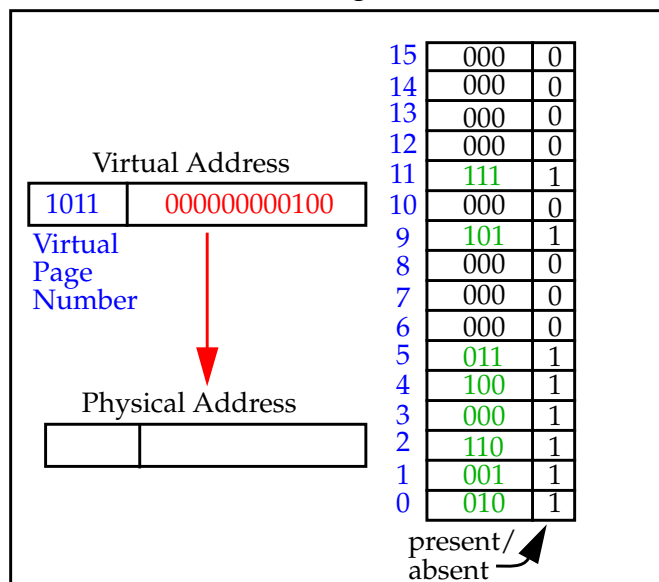 15 000 0
14 000 0
13 000 0
12 000 0
Virtual Address
11 111 1
1011 000000000100
10 000 0
9 101 1
Virtual
Page
Number
8 000 0
7 000 0
6 000 0
5 011 1
4 100 1
Physical Address
3 000 1
2 110 1
1 001 1
0 010 1
present/
absent